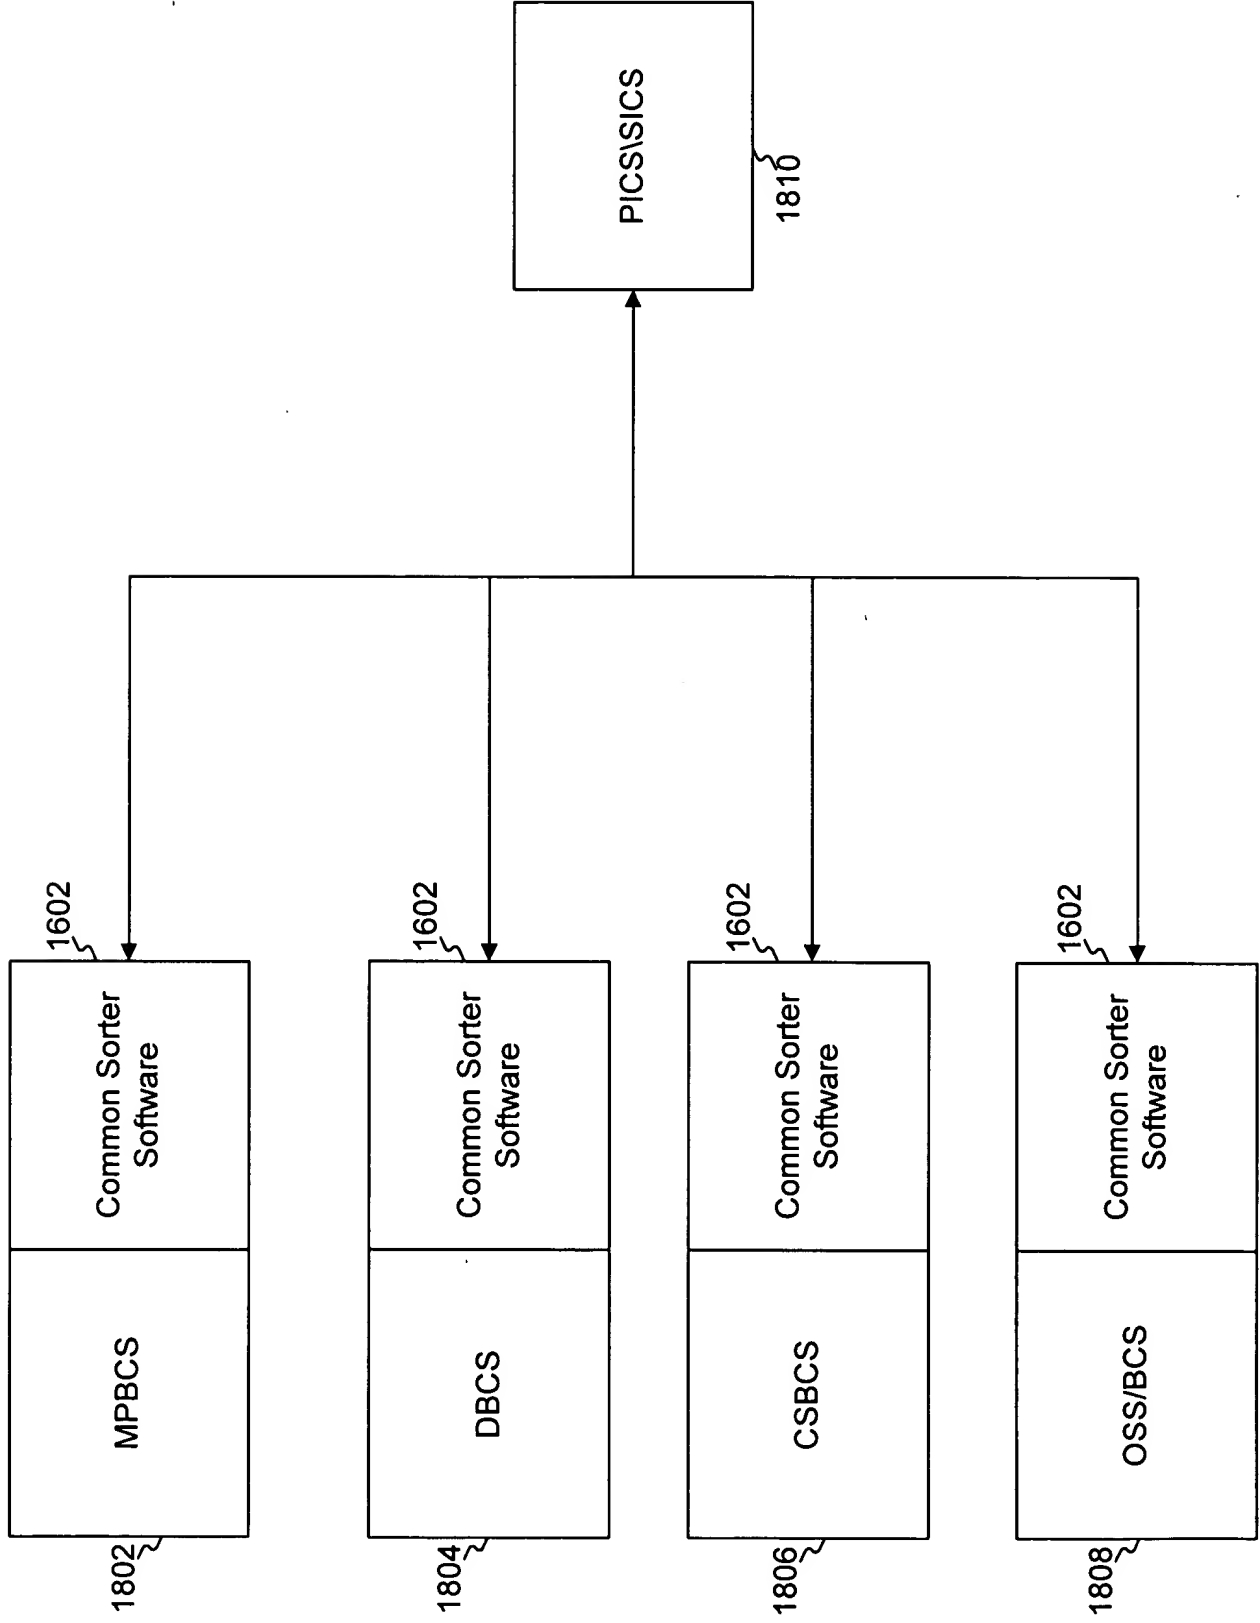 1802
MPBCS
Common Sorter
Software
1602
1804
DBCS
Common Sorter
Software
1602
1806
CSBCS
Common Sorter
Software
1602
1808
OSS/BCS
Common Sorter
Software
1602
PICS\SICS
1810